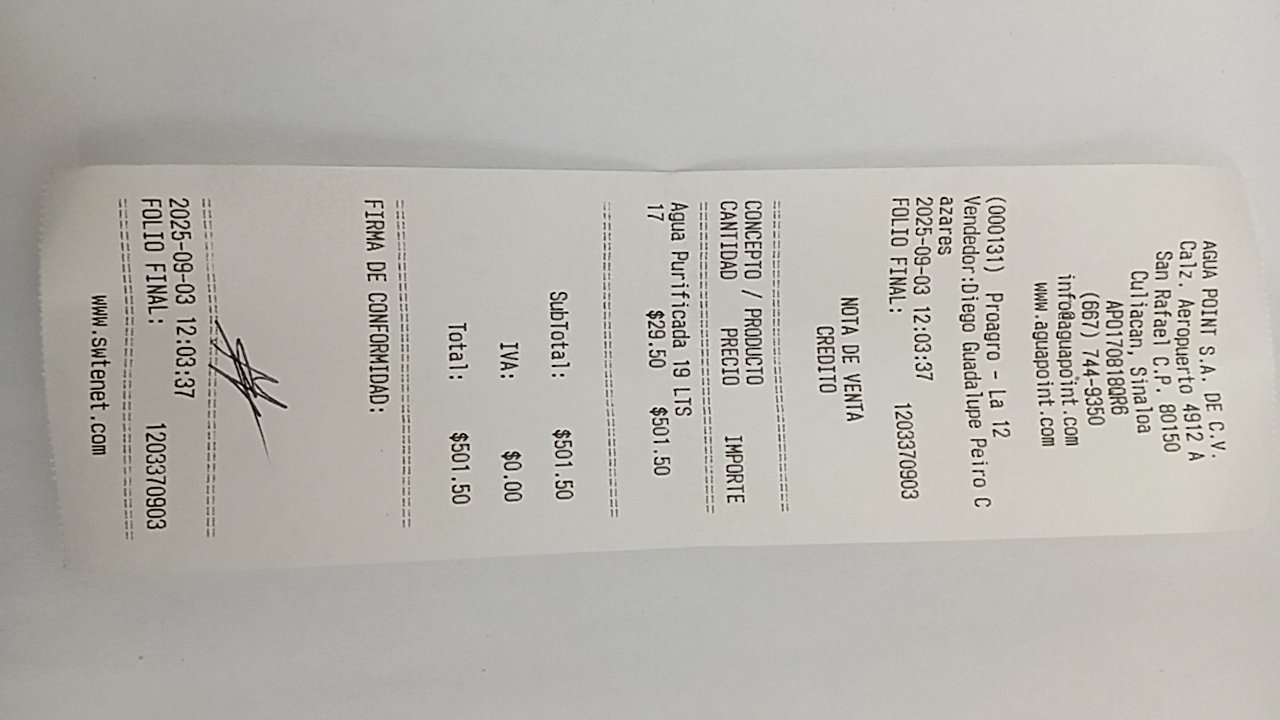 AGUA POINT S.A. DE C.V.
Calz. Aeropuerto 4912 A
San Rafael C.P. 80150
Culiacan, Sinaloa
APO170818QR6
(667) 744-9350
info@aguapoint.com
www.aguapoint.com
(000131) Proagro - La 12
Vendedor:Diego Guadalupe Peiro C
azares
2025-09-03 12:03:37
FOLIO FINAL: 1203370903
NOTA DE VENTA
CREDITO
CONCEPTO / PRODUCTO
CANTIDAD PRECIO IMPORTE
Agua Purificada 19 LTS
17 $29.50 $501.50
SubTotal: $501.50
IVA: $0.00
Total: $501.50
FIRMA DE CONFORMIDAD:
2025-09-03 12:03:37
FOLIO FINAL: 1203370903
www.swtenet.com